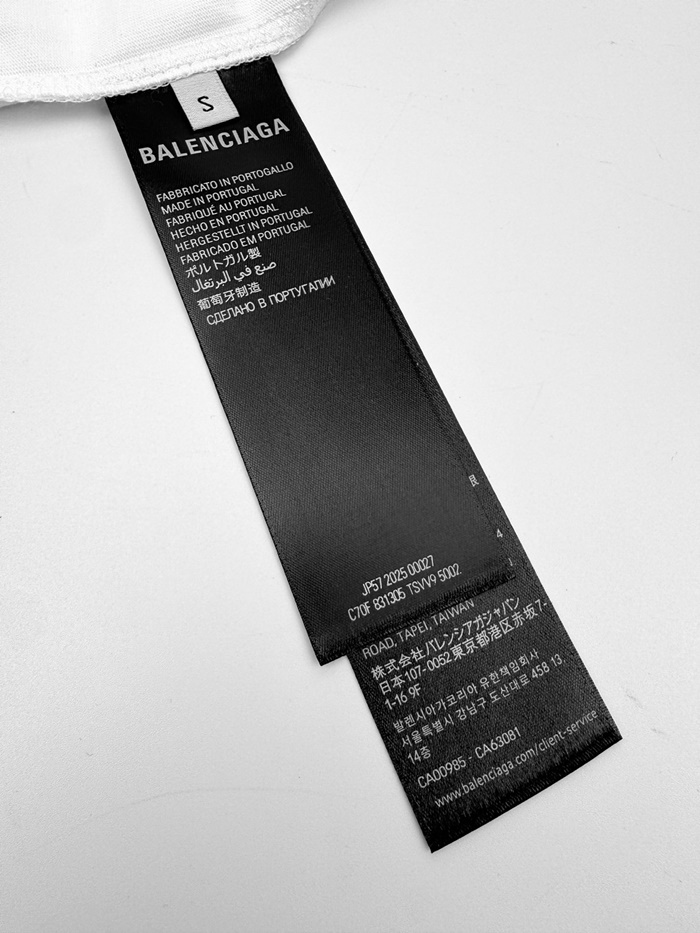 S
BALENCIAGA
FABBRICATO IN PORTOGALLO
MADE IN PORTUGAL
FABRIQUÉ AU PORTUGAL
HECHO EN PORTUGAL
HERGESTELLT IN PORTUGAL
FABRICADO EM PORTUGAL
ポルトガル製
صنع في البرتغال
葡萄牙制造
СДЕЛАНО В ПОРТУГАЛИИ
4
JP57 2025 00027
C70F 831305 TSVV9 5002
ROAD, TAPEI, TAIWAN
株式会社バレンシアガジャパン
日本107-0052東京都港区赤坂7-
1-16 9F
발렌시아가코리아 유한책임회사
서울특별시 강남구 도산대로 458 13,
14층
CA00985 - CA63081
www.balenciaga.com/client-service